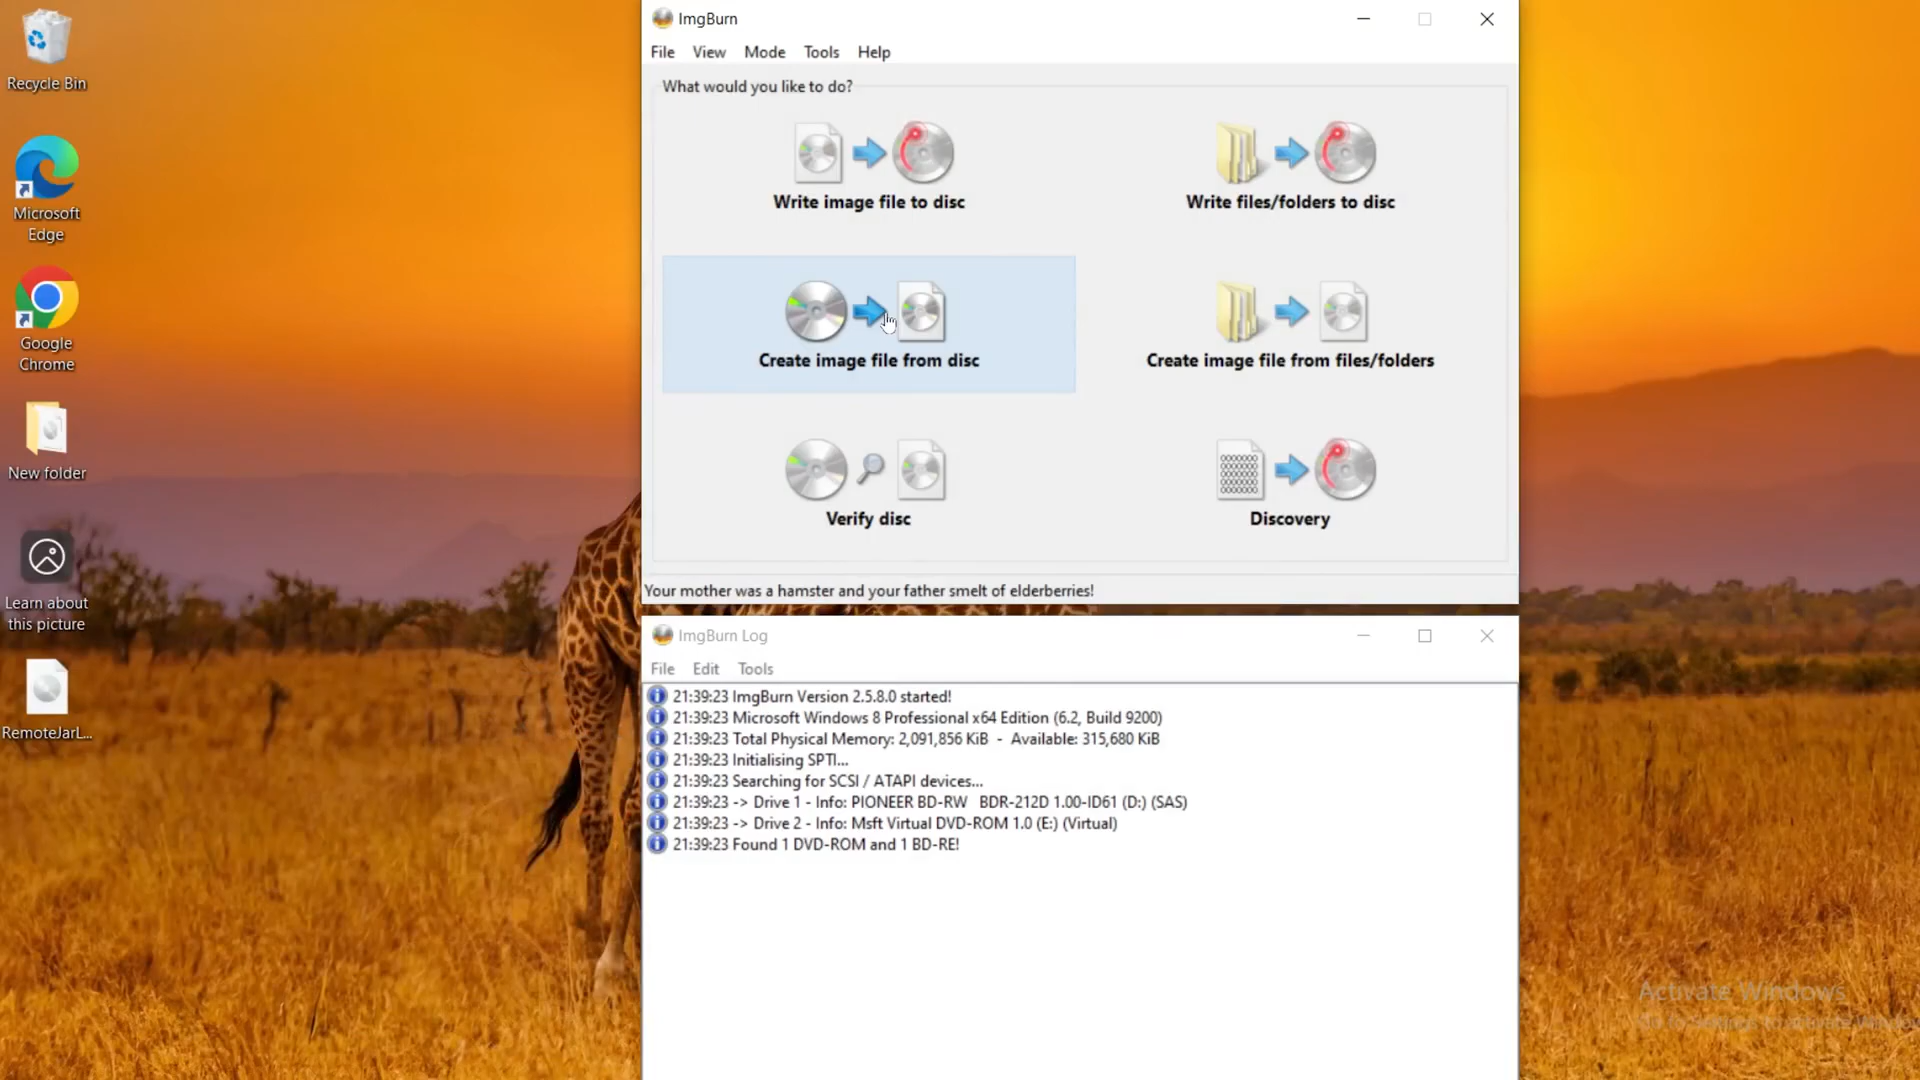 Recycle Bin
Microsoft
Edge
Google
Chrome
New folder
Learn about
this picture
RemoteJarL...
ImgBurn
File View Mode Tools Help
What would you like to do?
Write image file to disc
Write files/folders to disc
Create image file from disc
Create image file from files/folders
Verify disc
Discovery
Your mother was a hamster and your father smelt of elderberries!
ImgBurn Log
File Edit Tools
21:39:23 ImgBurn Version 2.5.8.0 started!
21:39:23 Microsoft Windows 8 Professional x64 Edition (6.2, Build 9200)
21:39:23 Total Physical Memory: 2,091,856 KiB - Available: 315,680 KiB
21:39:23 Initialising SPTI...
21:39:23 Searching for SCSI / ATAPI devices...
21:39:23 -> Drive 1 - Info: PIONEER BD-RW BDR-212D 1.00-ID61 (D:) (SAS)
21:39:23 -> Drive 2 - Info: Msft Virtual DVD-ROM 1.0 (E:) (Virtual)
21:39:23 Found 1 DVD-ROM and 1 BD-RE!
Activate Windows
Go to Settings to activate